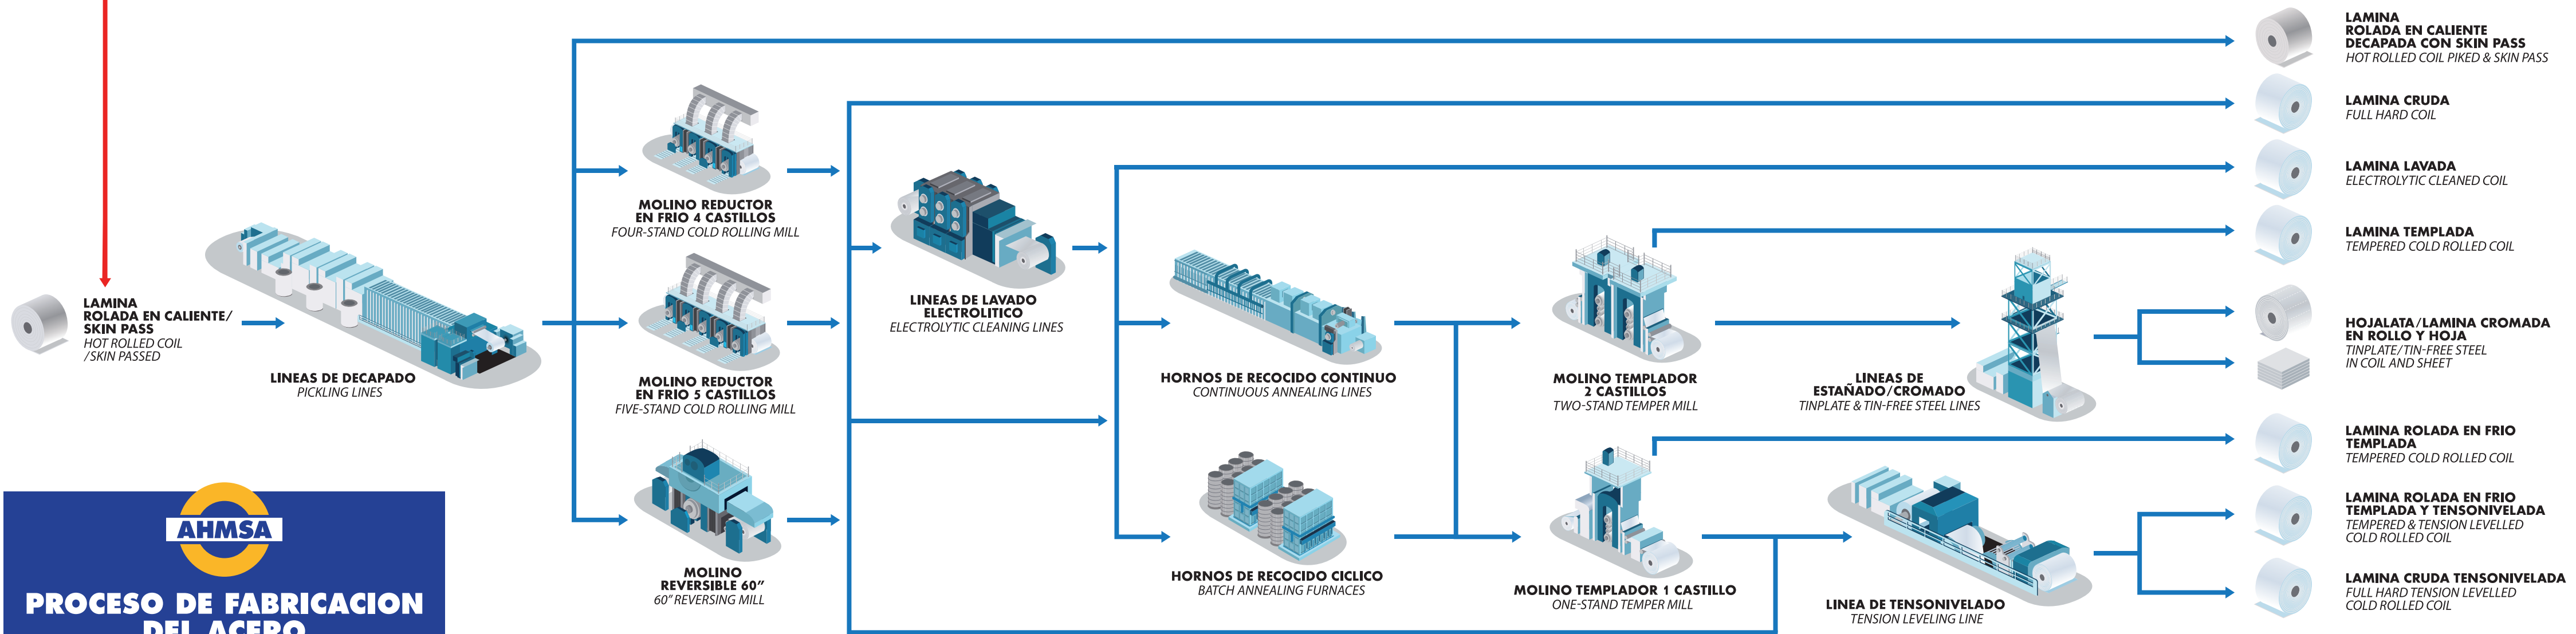 LAMINA
ROLADA EN CALIENTE/
SKIN PASS
HOT ROLLED COIL
/SKIN PASSED
LINEAS DE DECAPADO
PICKLING LINES
MOLINO REDUCTOR
EN FRIO 4 CASTILLOS
FOUR-STAND COLD ROLLING MILL
MOLINO REDUCTOR
EN FRIO 5 CASTILLOS
FIVE-STAND COLD ROLLING MILL
MOLINO
REVERSIBLE 60”
60” REVERSING MILL
LINEAS DE LAVADO
ELECTROLITICO
ELECTROLYTIC CLEANING LINES
HORNOS DE RECOCIDO CONTINUO
CONTINUOUS ANNEALING LINES
HORNOS DE RECOCIDO CICLICO
BATCH ANNEALING FURNACES
MOLINO TEMPLADOR
2 CASTILLOS
TWO-STAND TEMPER MILL
MOLINO TEMPLADOR 1 CASTILLO
ONE-STAND TEMPER MILL
LINEAS DE
ESTAÑADO/CROMADO
TINPLATE & TIN-FREE STEEL LINES
LINEA DE TENSONIVELADO
TENSION LEVELING LINE
LAMINA
ROLADA EN CALIENTE
DECAPADA CON SKIN PASS
HOT ROLLED COIL PIKED & SKIN PASS
LAMINA CRUDA
FULL HARD COIL
LAMINA LAVADA
ELECTROLYTIC CLEANED COIL
LAMINA TEMPLADA
TEMPERED COLD ROLLED COIL
HOJALATA/LAMINA CROMADA
EN ROLLO Y HOJA
TINPLATE/TIN-FREE STEEL
IN COIL AND SHEET
LAMINA ROLADA EN FRIO
TEMPLADA
TEMPERED COLD ROLLED COIL
LAMINA ROLADA EN FRIO
TEMPLADA Y TENSONIVELADA
TEMPERED & TENSION LEVELLED
COLD ROLLED COIL
LAMINA CRUDA TENSONIVELADA
FULL HARD TENSION LEVELLED
COLD ROLLED COIL
AHMSA
PROCESO DE FABRICACION
DEL ACERO